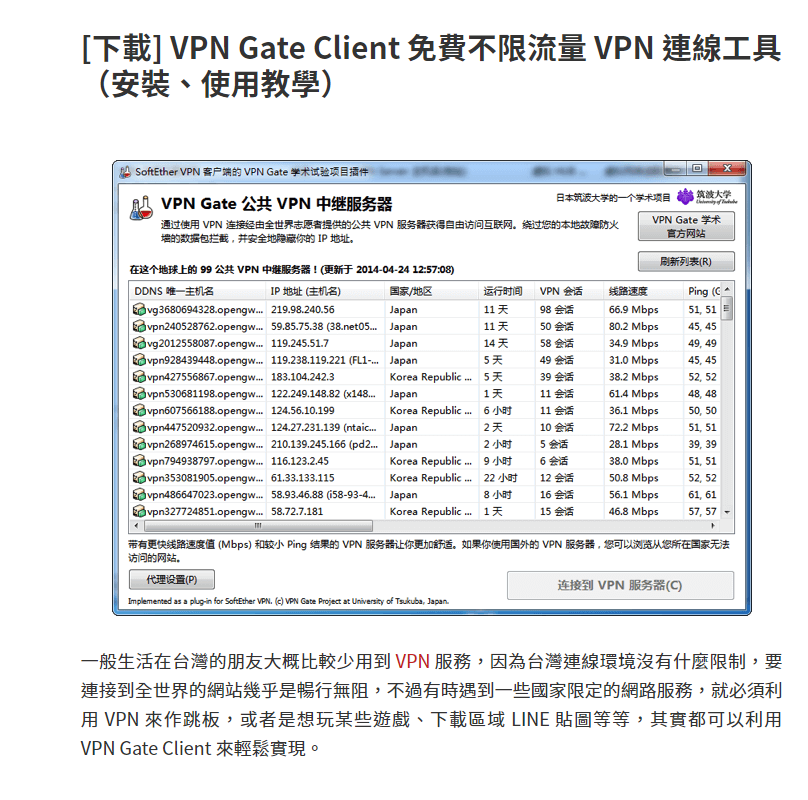 [下載] VPN Gate Client 免費不限流量 VPN 連線工具
（安裝、使用教學）
SoftEther VPN 客户端的 VPN Gate 学术试验项目插件
VPN Gate 公共 VPN 中继服务器
日本筑波大学的一个学术项目
筑波大学
University of Tsukuba
通过使用 VPN 连接经由全世界志愿者提供的公共 VPN 服务器获得自由访问互联网。绕过您的本地故障防火
墙的数据包拦截，并安全地隐藏你的 IP 地址。
VPN Gate 学术
官方网站
刷新列表(R)
在这个地球上的 99 公共 VPN 中继服务器！(更新于 2014-04-24 12:57:08)
DDNS 唯一主机名 IP 地址 (主机名) 国家/地区 运行时间 VPN 会话 线路速度 Ping (G
vg3680694328.opengw... 219.98.240.56 Japan 11 天 98 会话 66.9 Mbps 51, 51
vpn240528762.opengw... 59.85.75.38 (38.net05... Japan 11 天 50 会话 80.2 Mbps 45, 45
vg2012558087.opengw... 119.245.51.7 Japan 14 天 58 会话 34.9 Mbps 49, 49
vpn928439448.opengw... 119.238.119.221 (FL1-... Japan 5 天 49 会话 31.0 Mbps 45, 45
vpn427556867.opengw... 183.104.242.3 Korea Republic ... 5 天 39 会话 38.2 Mbps 52, 52
vpn530681198.opengw... 122.249.148.82 (x148... Japan 1 天 11 会话 61.4 Mbps 48, 48
vpn607566188.opengw... 124.56.10.199 Korea Republic ... 6 小时 11 会话 36.1 Mbps 50, 50
vpn447520932.opengw... 124.27.231.139 (ntaic... Japan 2 天 10 会话 72.2 Mbps 51, 51
vpn268974615.opengw... 210.139.245.166 (pd2... Japan 2 小时 5 会话 28.1 Mbps 39, 39
vpn794938797.opengw... 116.123.2.45 Korea Republic ... 9 小时 6 会话 38.0 Mbps 51, 51
vpn353081905.opengw... 61.33.133.115 Korea Republic ... 22 小时 12 会话 50.8 Mbps 52, 52
vpn486647023.opengw... 58.93.46.88 (i58-93-4... Japan 8 小时 16 会话 56.1 Mbps 61, 61
vpn327724851.opengw... 58.72.7.181 Korea Republic ... 1 天 15 会话 46.8 Mbps 57, 57
带有更快线路速度值 (Mbps) 和较小 Ping 结果的 VPN 服务器让你更加舒适。如果你使用国外的 VPN 服务器，您可以浏览从您所在国家无法
访问的网站。
代理设置(P)
连接到 VPN 服务器(C)
Implemented as a plug-in for SoftEther VPN. (c) VPN Gate Project at University of Tsukuba, Japan.
一般生活在台灣的朋友大概比較少用到 VPN 服務，因為台灣連線環境沒有什麼限制，要
連接到全世界的網站幾乎是暢行無阻，不過有時遇到一些國家限定的網路服務，就必須利
用 VPN 來作跳板，或者是想玩某些遊戲、下載區域 LINE 貼圖等等，其實都可以利用
VPN Gate Client 來輕鬆實現。